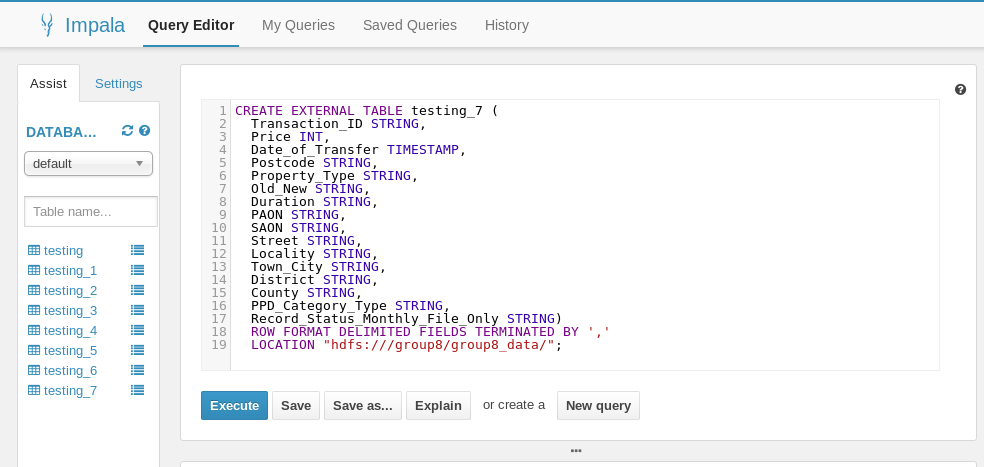 Impala Query Editor My Queries Saved Queries History
Assist Settings
DATABA...
default
Table name...
testing
testing_1
testing_2
testing_3
testing_4
testing_5
testing_6
testing_7
1 CREATE EXTERNAL TABLE testing_7 (
2 Transaction_ID STRING,
3 Price INT,
4 Date_of_Transfer TIMESTAMP,
5 Postcode STRING,
6 Property_Type STRING,
7 Old_New STRING,
8 Duration STRING,
9 PAON STRING,
10 SAON STRING,
11 Street STRING,
12 Locality STRING,
13 Town_City STRING,
14 District STRING,
15 County STRING,
16 PPD_Category_Type STRING,
17 Record_Status_Monthly_File_Only STRING)
18 ROW FORMAT DELIMITED FIELDS TERMINATED BY ','
19 LOCATION "hdfs:///group8/group8_data/";
Execute Save Save as... Explain or create a New query